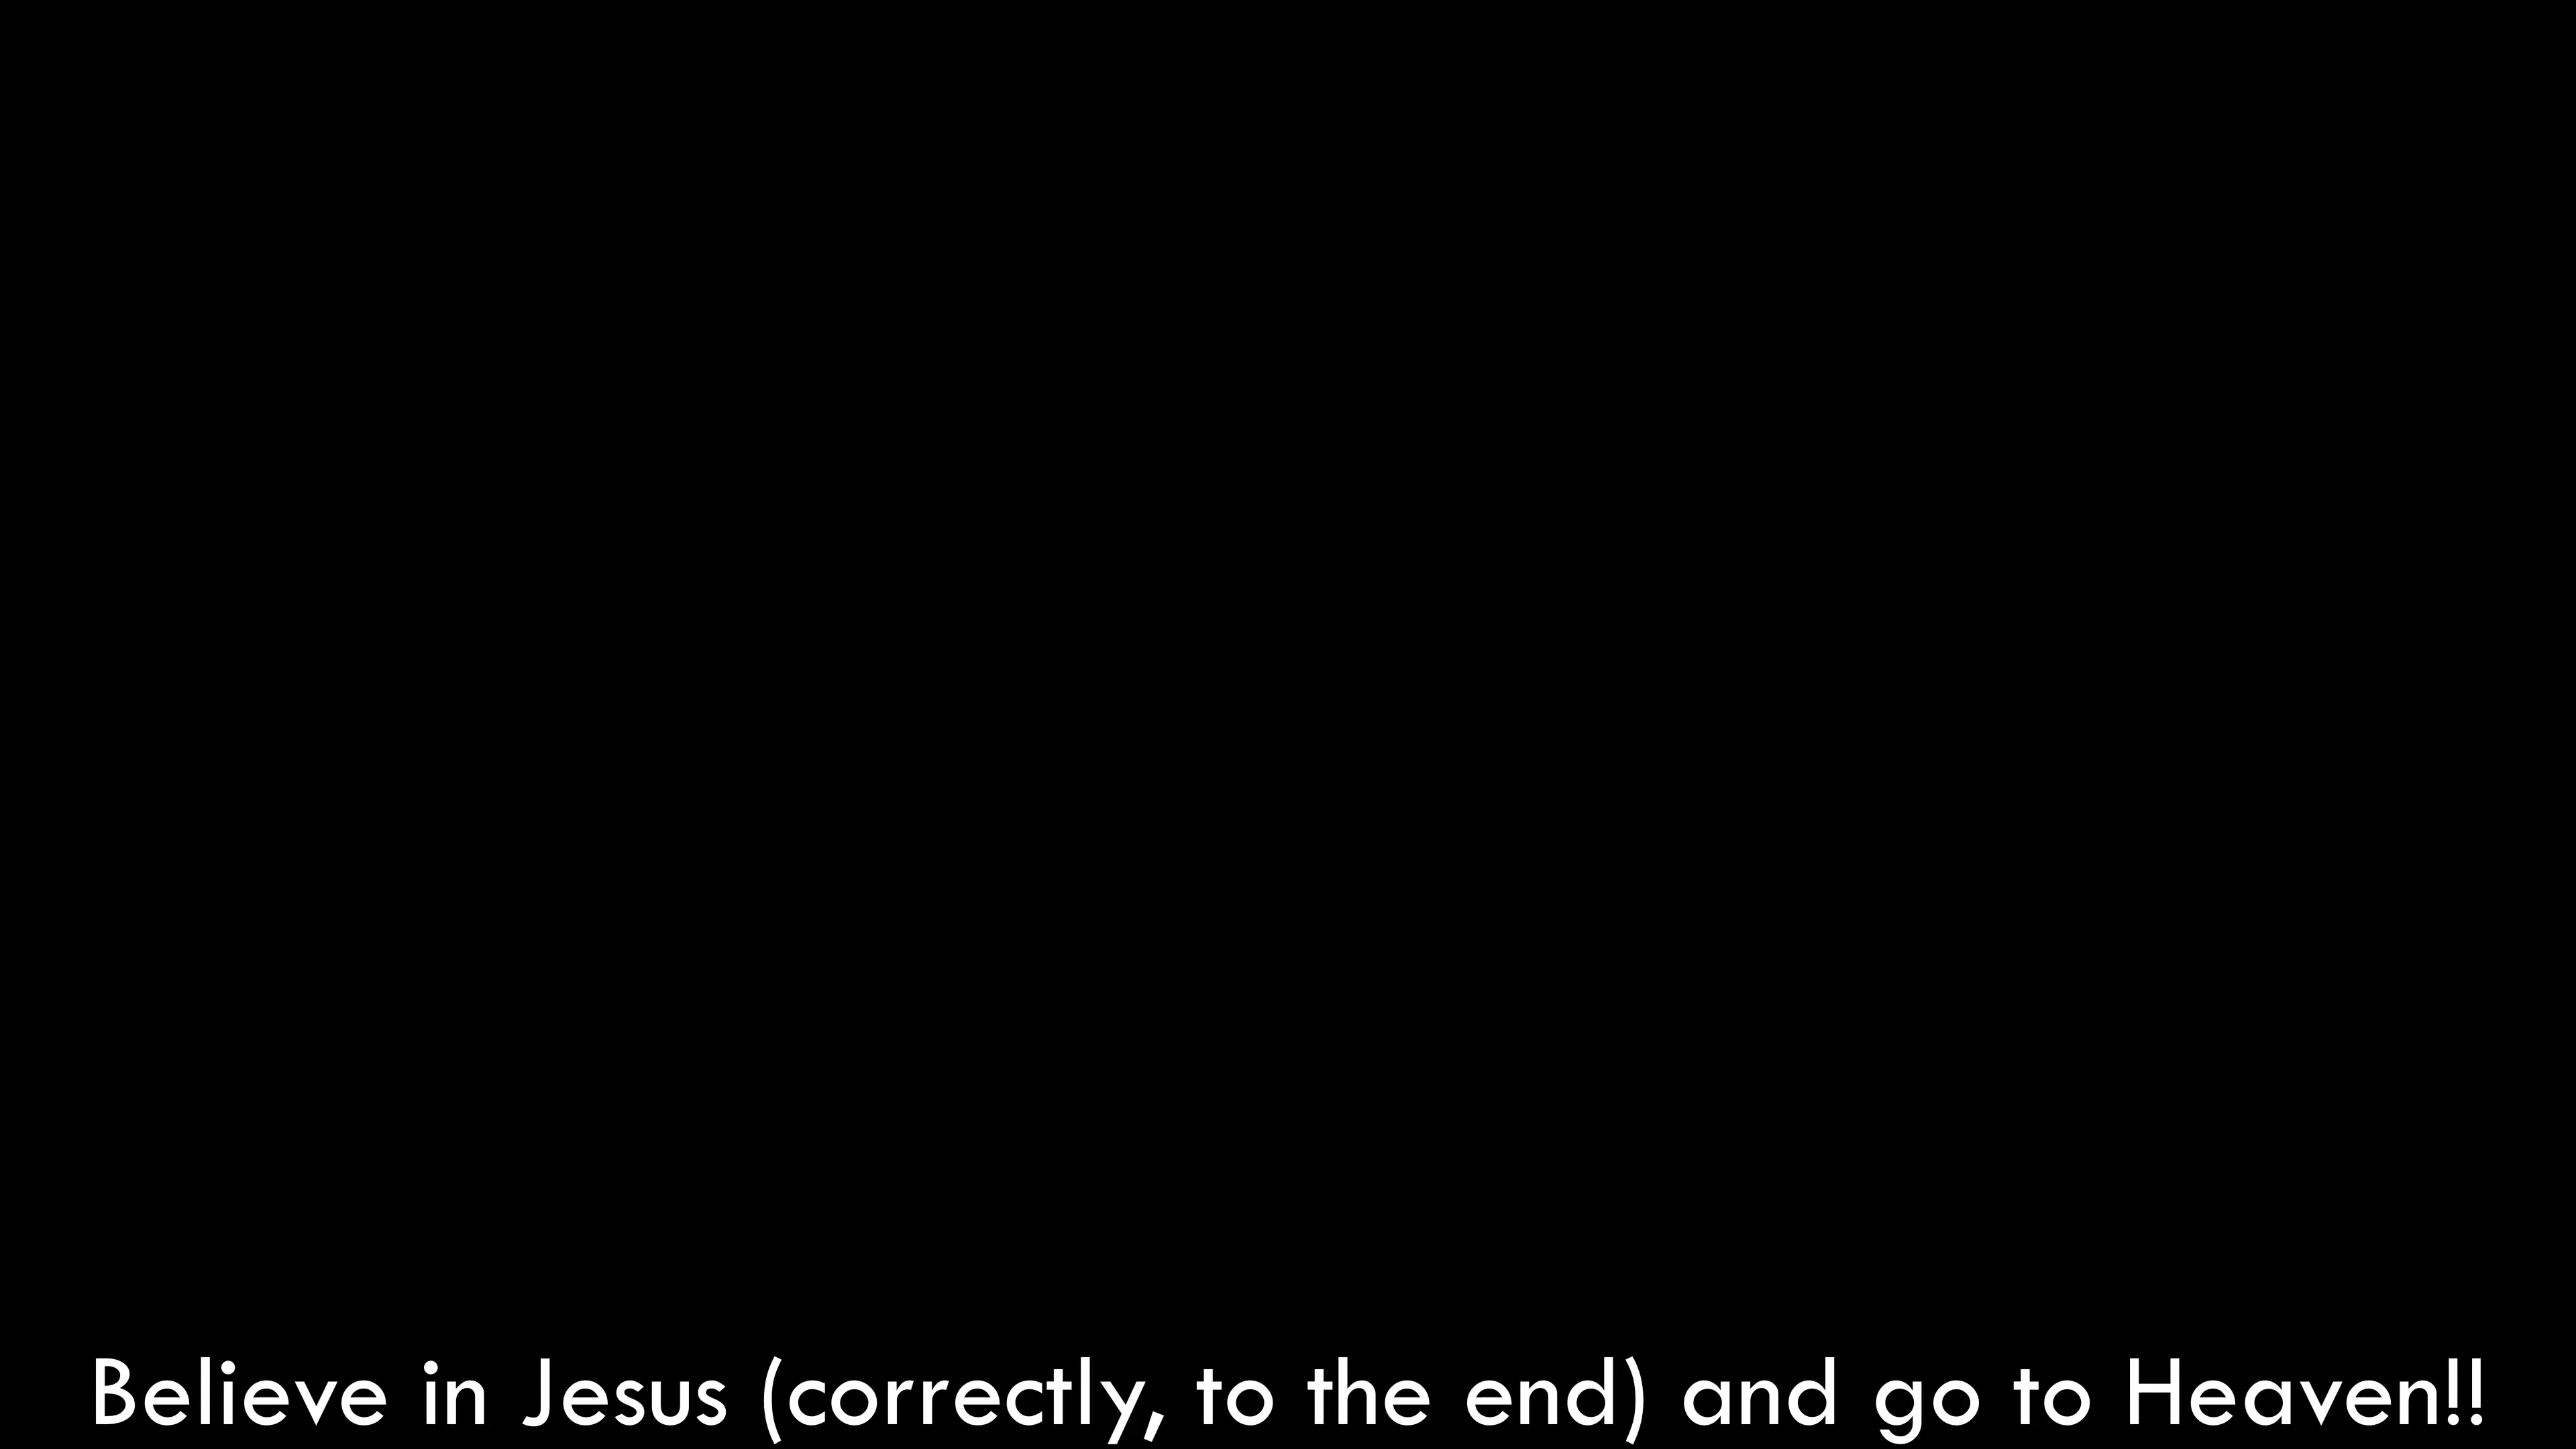 Believe in Jesus (correctly, to the end) and go to Heaven!!